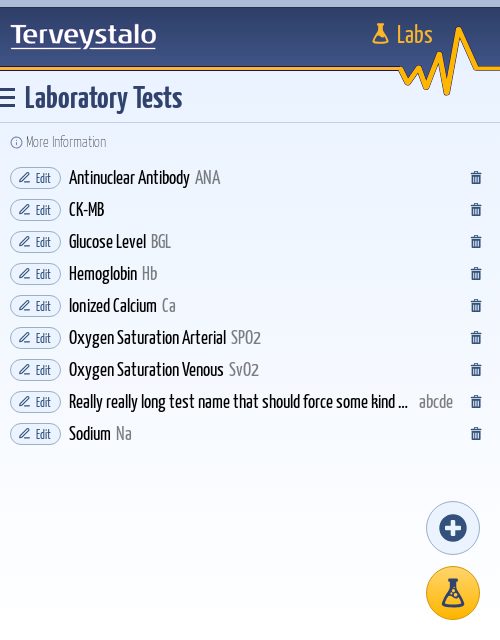 Terveystalo
Labs
Laboratory Tests
More Information
Edit Antinuclear Antibody ANA
Edit CK-MB
Edit Glucose Level BGL
Edit Hemoglobin Hb
Edit Ionized Calcium Ca
Edit Oxygen Saturation Arterial SPO2
Edit Oxygen Saturation Venous SvO2
Edit Really really long test name that should force some kind ... abcde
Edit Sodium Na